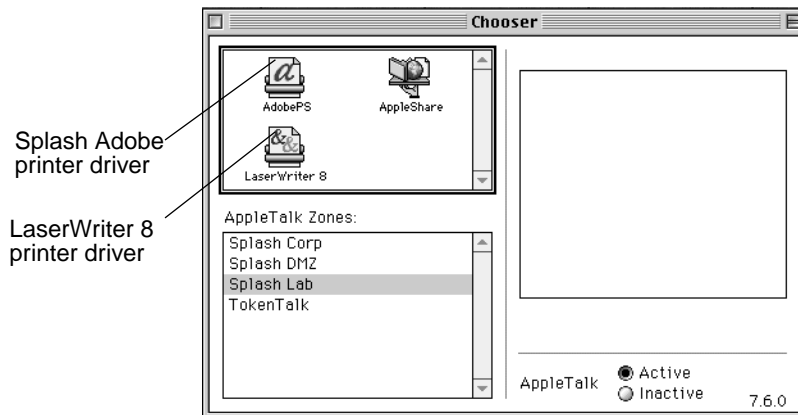 Chooser
AdobePS
AppleShare
Splash Adobe
printer driver
LaserWriter 8
LaserWriter 8
printer driver
AppleTalk Zones:
Splash Corp
Splash DMZ
Splash Lab
TokenTalk
AppleTalk
Active
Inactive
7.6.0